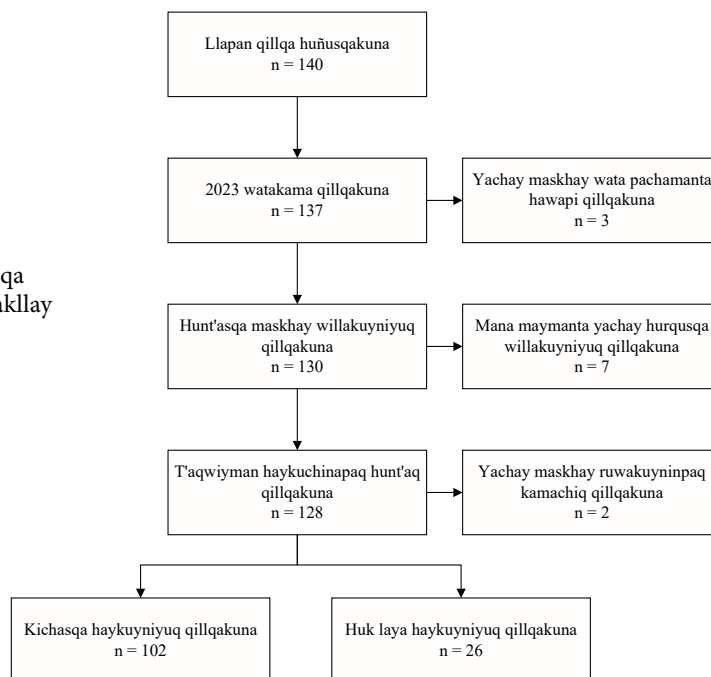 Llapan qillqa huñusqakuna
n = 140
2023 watakama qillqakuna
n = 137
Yachay maskhay wata pachamanta
hawapi qillqakuna
n = 3
qa
akllay
Hunt'asqa maskhay willakuyniyuq
qillqakuna
n = 130
Mana maymanta yachay hurqusqa
willakuyniyuq qillqakuna
n = 7
T'aqwiyman haykuchinapaq hunt'aq
qillqakuna
n = 128
Yachay maskhay ruwakuyninpaq
kamachiq qillqakuna
n = 2
Kichasqa haykuyniyuq qillqakuna
n = 102
Huk laya haykuyniyuq qillqakuna
n = 26